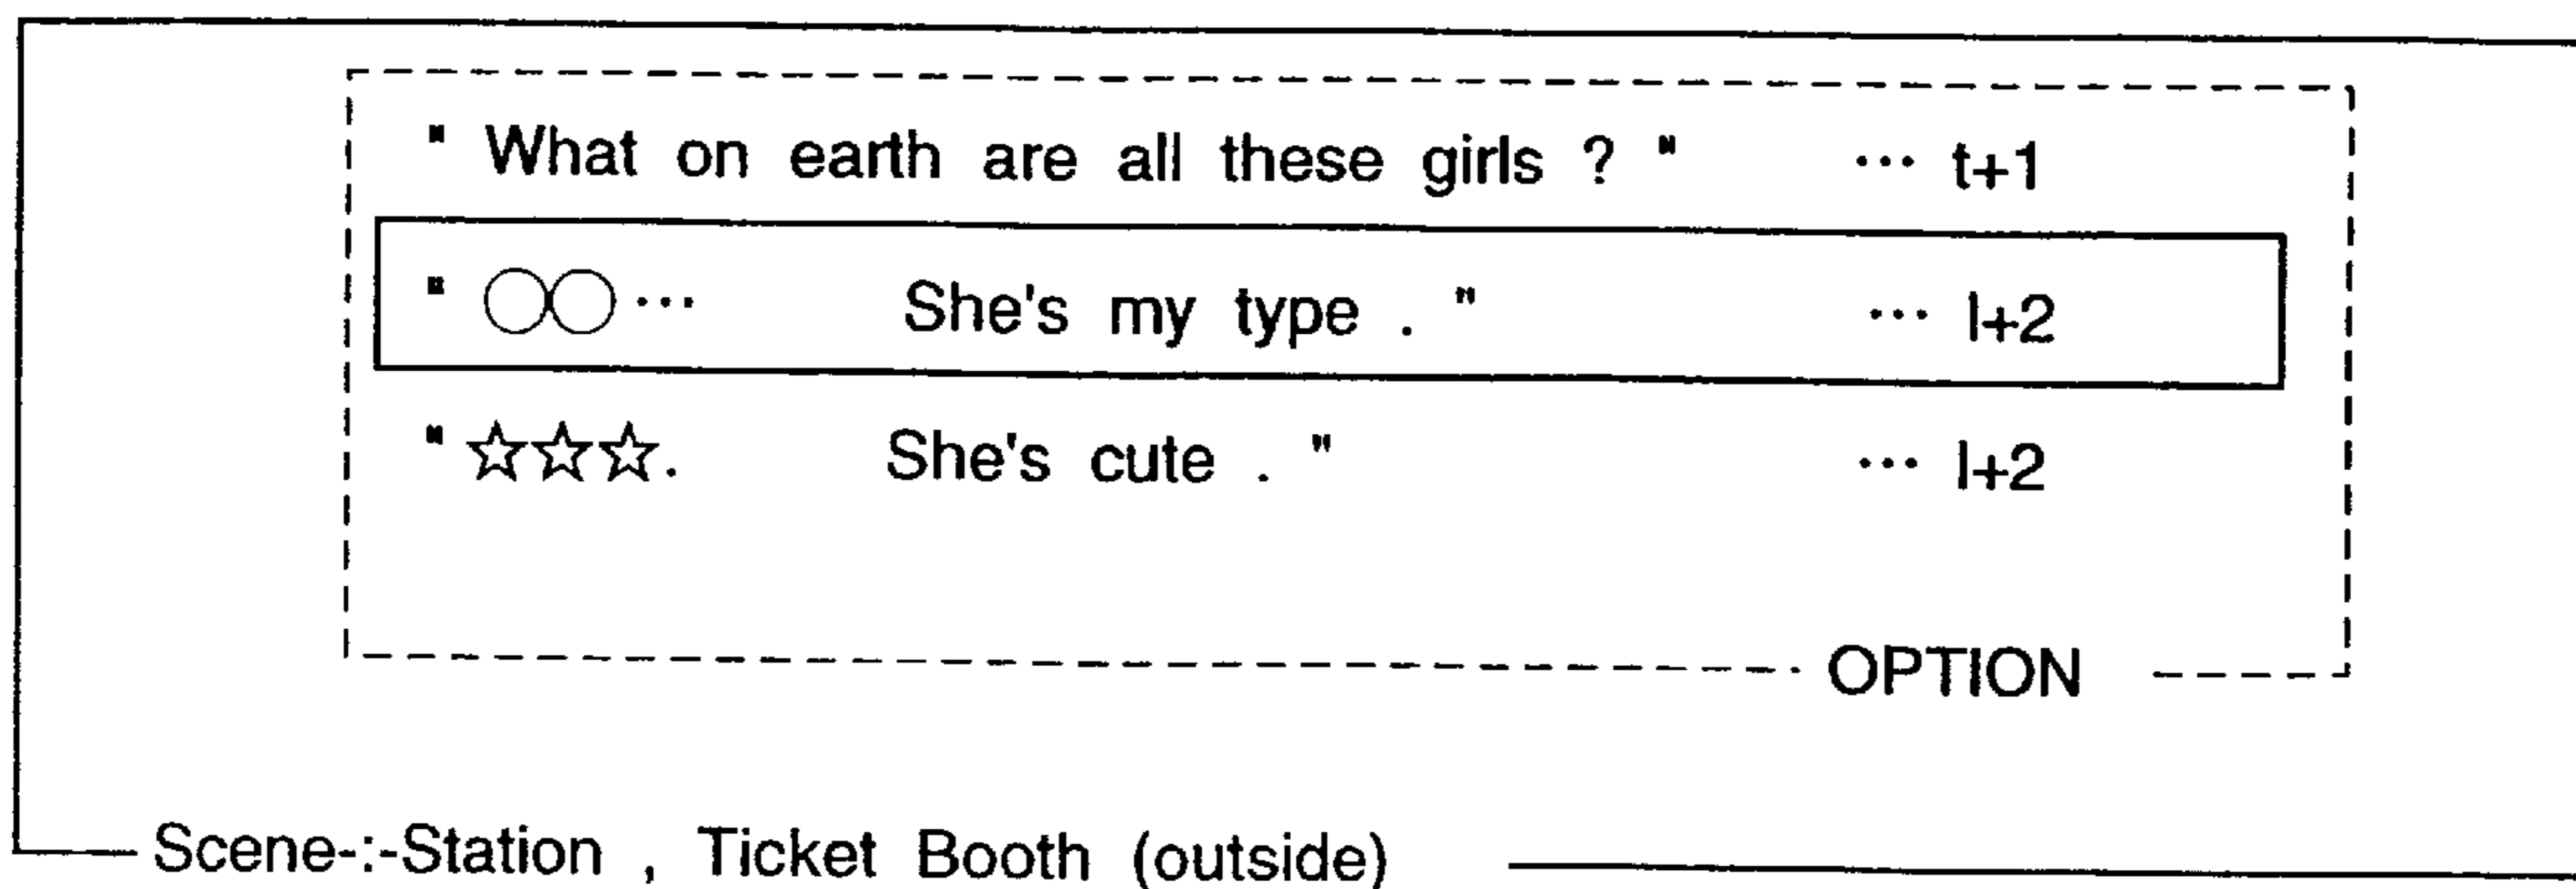 " What on earth are all these girls ? " ··· t+1
" ○○··· She's my type . " ··· l+2
" ☆☆☆. She's cute . " ··· l+2
OPTION
Scene-:-Station , Ticket Booth (outside)